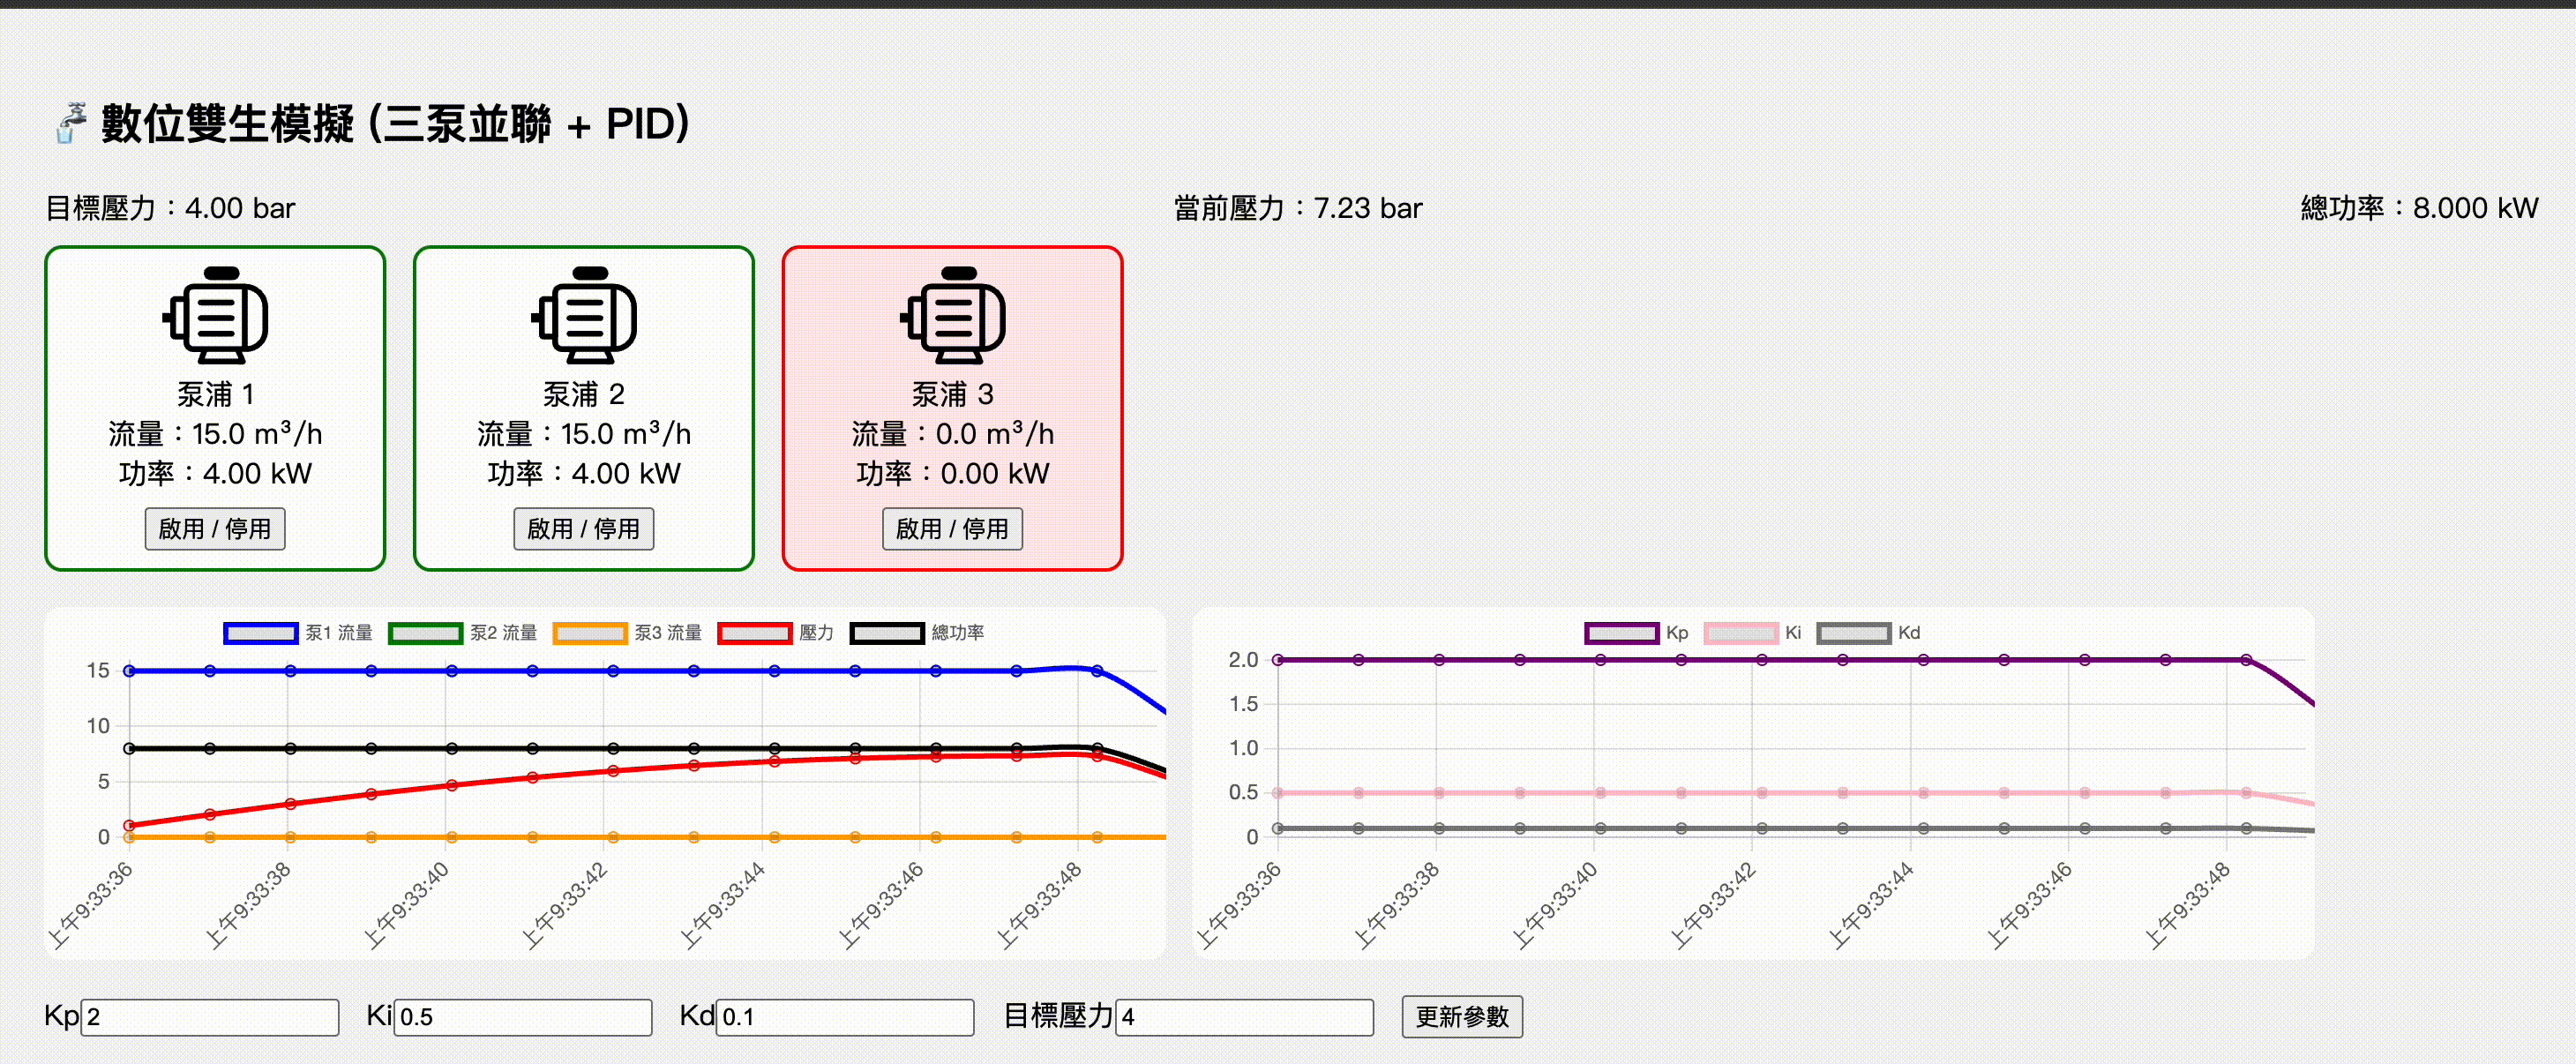 數位雙生模擬 (三泵並聯 + PID)
目標壓力：4.00 bar
當前壓力：7.23 bar
總功率：8.000 kW
泵浦 1
流量：15.0 m³/h
功率：4.00 kW
啟用 / 停用
泵浦 2
流量：15.0 m³/h
功率：4.00 kW
啟用 / 停用
泵浦 3
流量：0.0 m³/h
功率：0.00 kW
啟用 / 停用
泵1 流量 泵2 流量 泵3 流量 壓力 總功率
15
10
5
0
上午9:33:36 上午9:33:38 上午9:33:40 上午9:33:42 上午9:33:44 上午9:33:46 上午9:33:48
Kp Ki Kd
2.0
1.5
1.0
0.5
0
上午9:33:36 上午9:33:38 上午9:33:40 上午9:33:42 上午9:33:44 上午9:33:46 上午9:33:48
Kp 2 Ki 0.5 Kd 0.1 目標壓力 4 更新參數